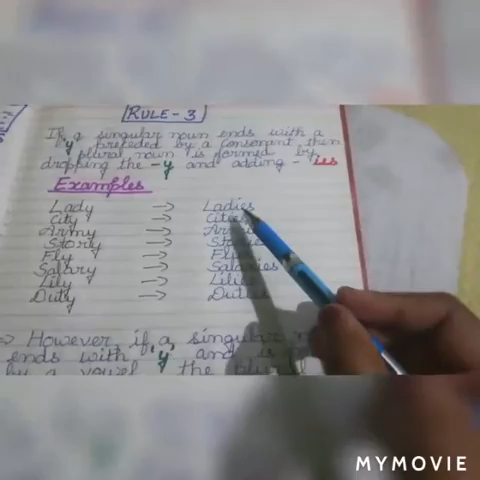 RULE-3
If a singular noun ends with a
'y' preceded by a consonant then
plural noun is formed by
dropping the -y and adding - ies
Examples
Lady → Ladies
City → Cities
Army →
Story →
Fly →
Salary → Salaries
Lily →
Duty →
However, if a singular
ends with 'y' and is
by a vowel, the plural
MYMOVIE